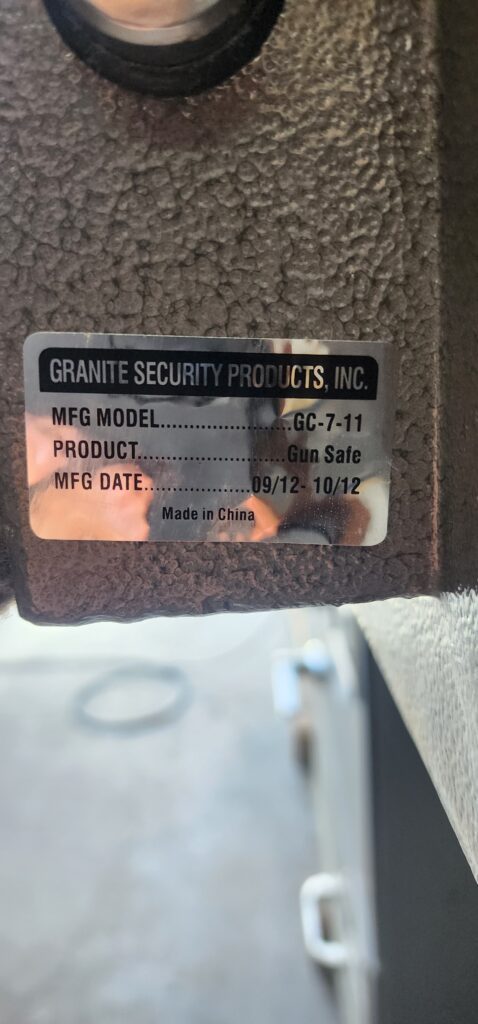 GRANITE SECURITY PRODUCTS, INC.
MFG MODEL......................GC-7-11
PRODUCT.........................Gun Safe
MFG DATE..................09/12- 10/12
Made in China